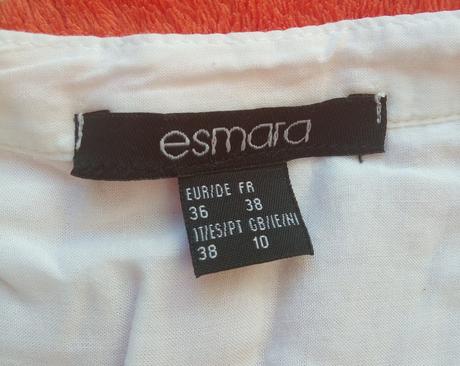 esmara
EUR/DE FR
36 38
IT/ES/PT GB/IE/NI
38 10